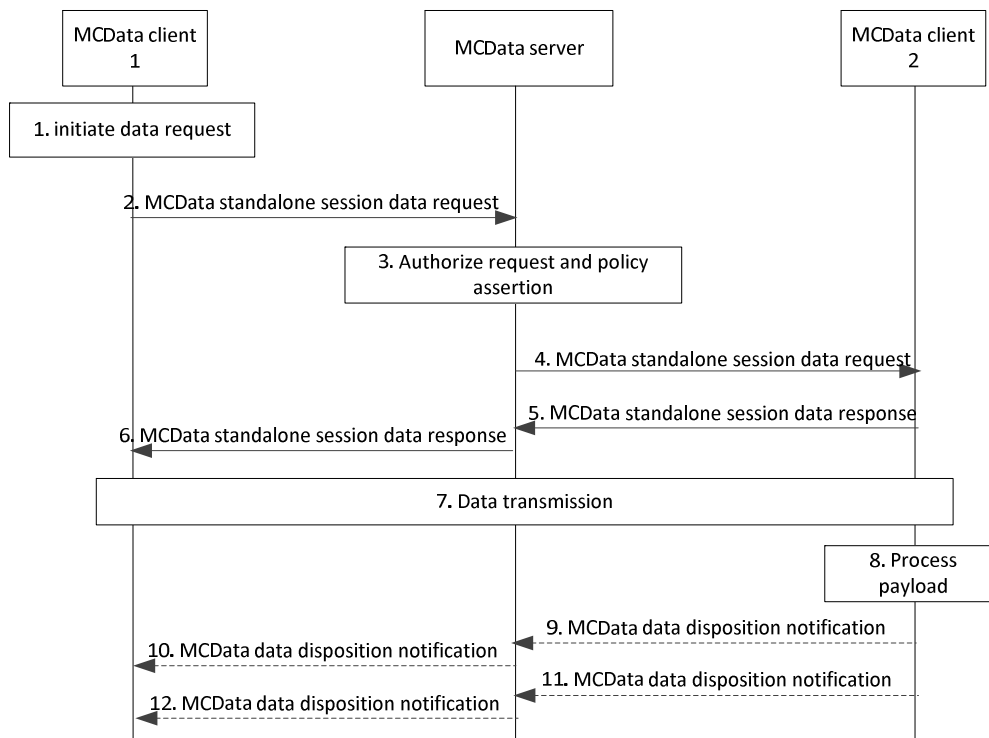 MCData client
1
MCData server
MCData client
2
1. initiate data request
2. MCData standalone session data request
3. Authorize request and policy
assertion
4. MCData standalone session data request
5. MCData standalone session data response
6. MCData standalone session data response
7. Data transmission
8. Process
payload
9. MCData data disposition notification
10. MCData data disposition notification
11. MCData data disposition notification
12. MCData data disposition notification